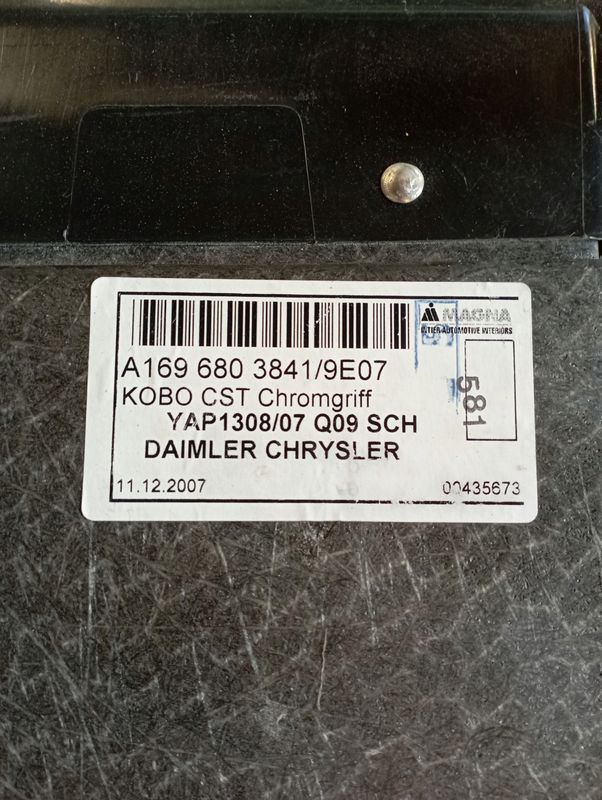 MAGNA
INTIER AUTOMOTIVE INTERIORS
A169 680 3841/9E07
KOBO CST Chromgriff
YAP1308/07 Q09 SCH
DAIMLER CHRYSLER
581
11.12.2007
00435673